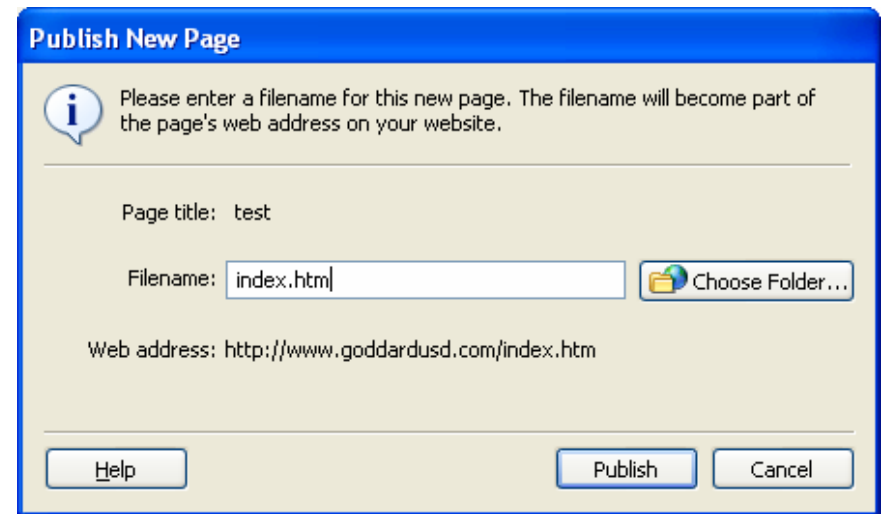 Publish New Page
Please enter a filename for this new page. The filename will become part of
the page's web address on your website.
Page title: test
Filename: index.htm
Choose Folder...
Web address: http://www.goddardusd.com/index.htm
Help
Publish
Cancel